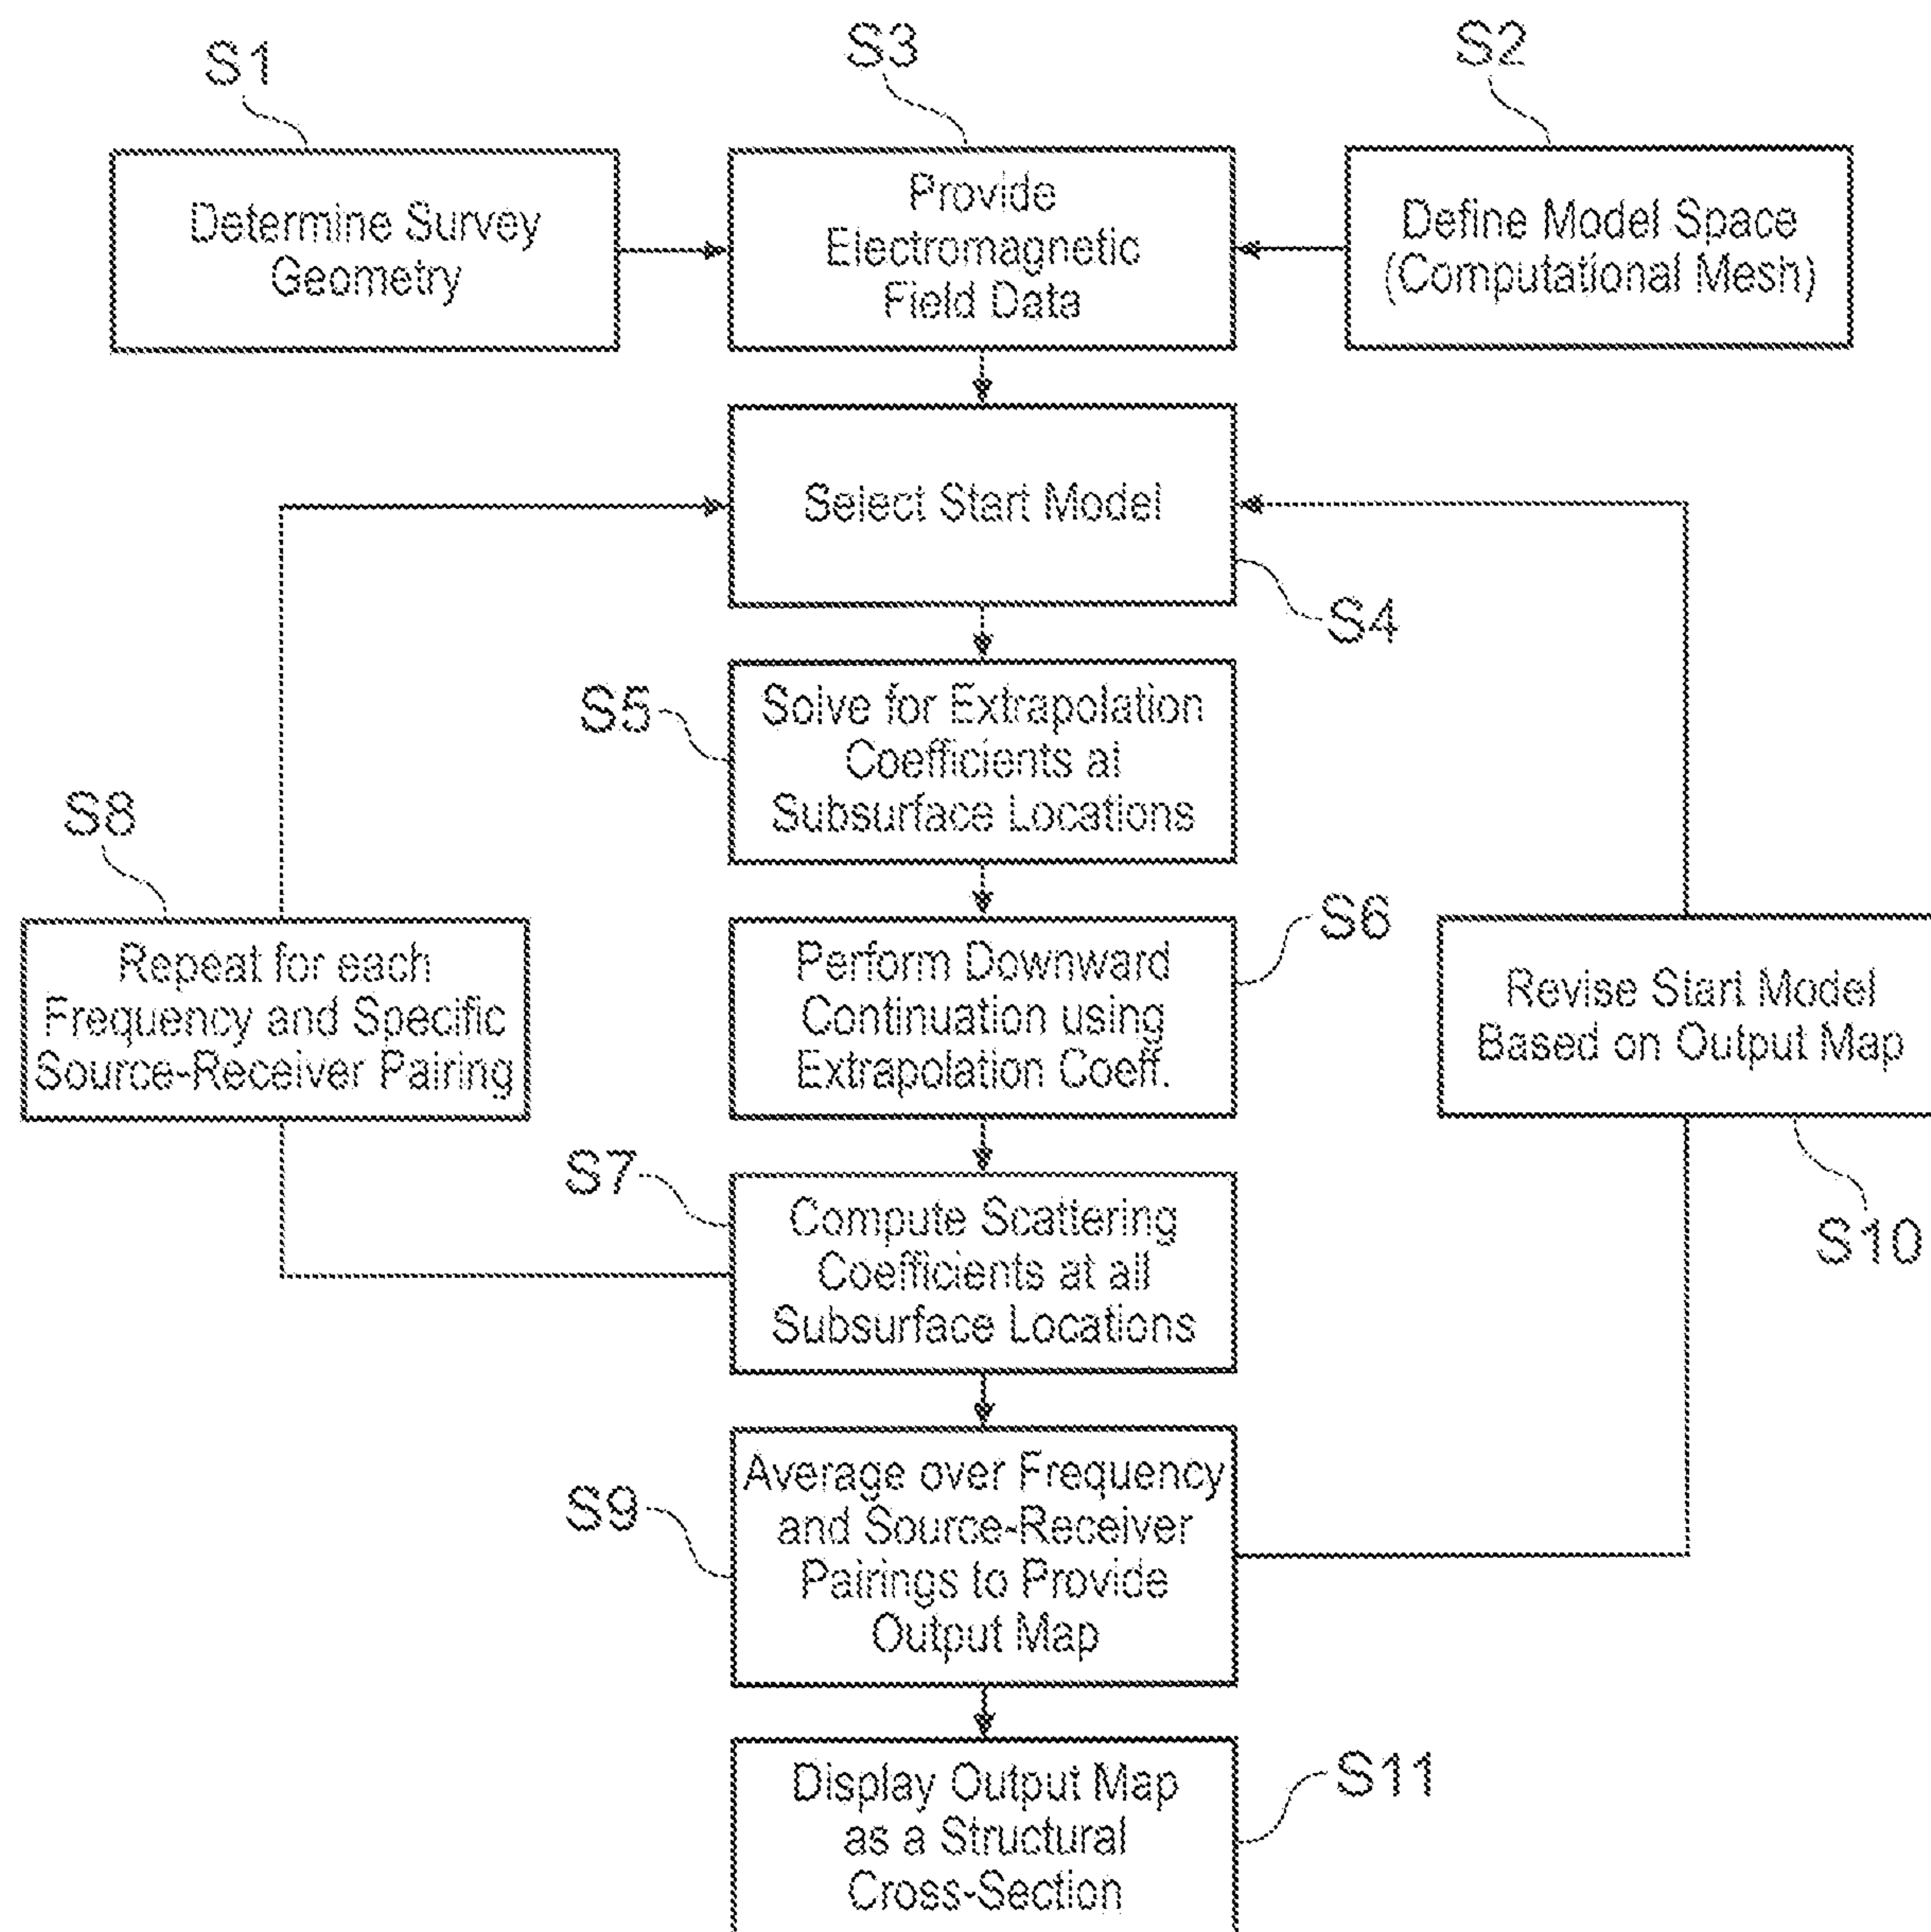 S1
S3
S2
Determine Survey
Geometry
Provide
Electromagnetic
Field Data
Define Model Space
(Computational Mesh)
Select Start Model
S4
S5
Solve for Extrapolation
Coefficients at
Subsurface Locations
S8
Repeat for each
Frequency and Specific
Source-Receiver Pairing
Perform Downward
Continuation using
Extrapolation Coeff.
S6
Revise Start Model
Based on Output Map
S10
S7
Compute Scattering
Coefficients at all
Subsurface Locations
S9
Average over Frequency
and Source-Receiver
Pairings to Provide
Output Map
Display Output Map
as a Structural
Cross-Section
S11